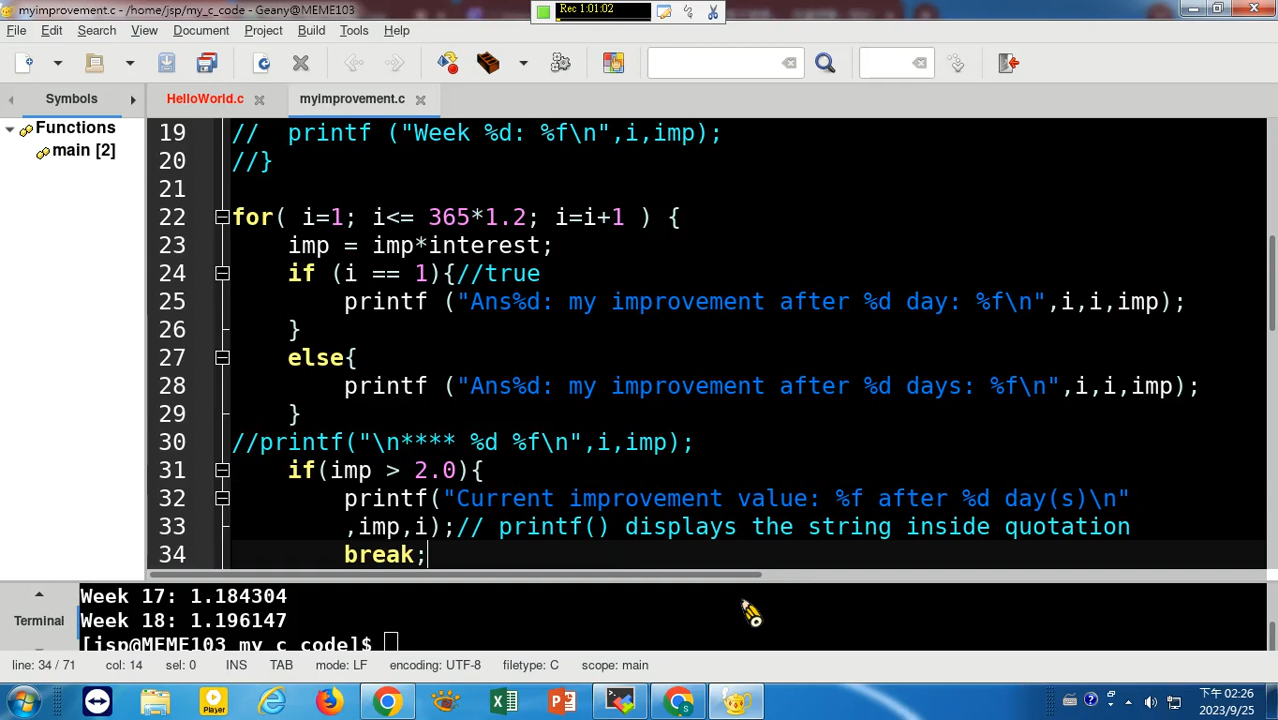 myimprovement.c - /home/jsp/my_c_code - Geany@MEME103
Rec 1:01:02
File Edit Search View Document Project Build Tools Help
Symbols HelloWorld.c myimprovement.c
Functions
main [2]
19 //  printf ("Week %d: %f\n",i,imp);
20 //}
21
22 for( i=1; i<= 365*1.2; i=i+1 ) {
23     imp = imp*interest;
24     if (i == 1){//true
25         printf ("Ans%d: my improvement after %d day: %f\n",i,i,imp);
26     }
27     else{
28         printf ("Ans%d: my improvement after %d days: %f\n",i,i,imp);
29     }
30 //printf("\n**** %d %f\n",i,imp);
31     if(imp > 2.0){
32         printf("Current improvement value: %f after %d day(s)\n"
33         ,imp,i);// printf() displays the string inside quotation
34         break;
Terminal
Week 17: 1.184304
Week 18: 1.196147
[jsp@MEME103 my_c_code]$
line: 34 / 71 col: 14 sel: 0 INS TAB mode: LF encoding: UTF-8 filetype: C scope: main
Player
下午 02:26
2023/9/25